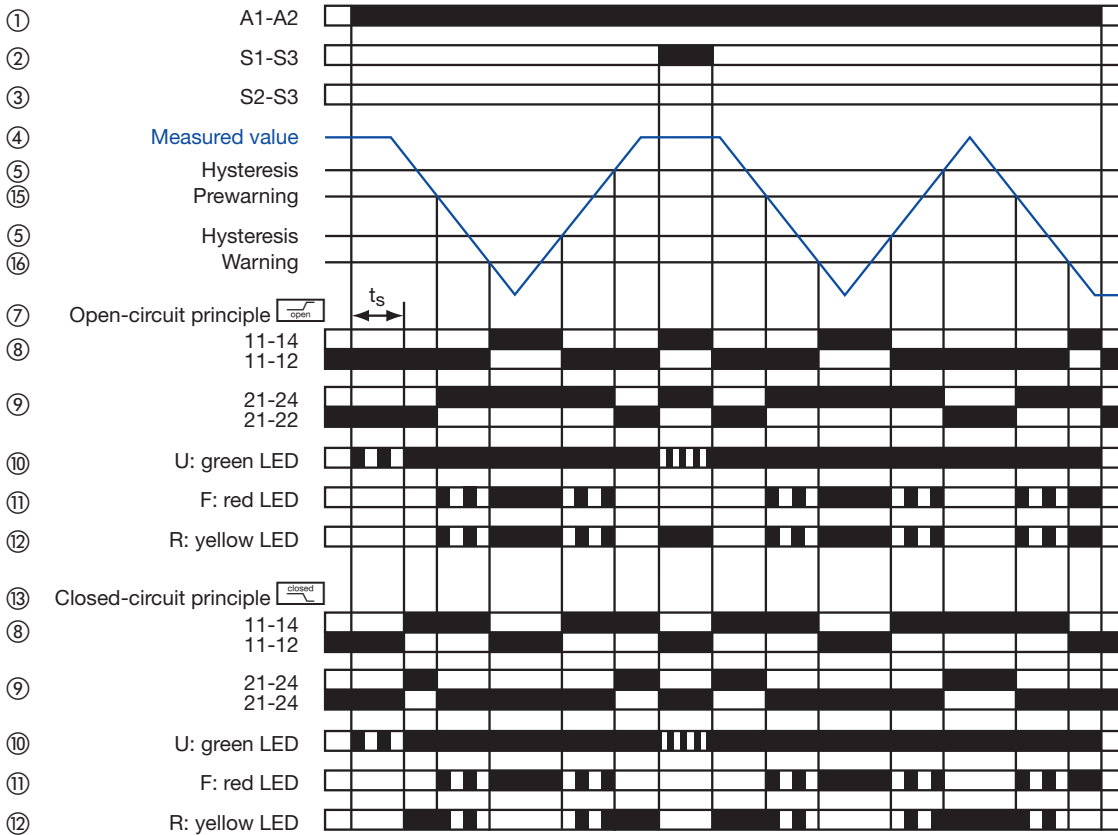 ① A1-A2
② S1-S3
③ S2-S3
④ Measured value
⑤ Hysteresis
⑮ Prewarning
⑤ Hysteresis
⑯ Warning
⑦ Open-circuit principle open ts
⑧ 11-14
11-12
⑨ 21-24
21-22
⑩ U: green LED
⑪ F: red LED
⑫ R: yellow LED
⑬ Closed-circuit principle closed
⑧ 11-14
11-12
⑨ 21-24
21-24
⑩ U: green LED
⑪ F: red LED
⑫ R: yellow LED